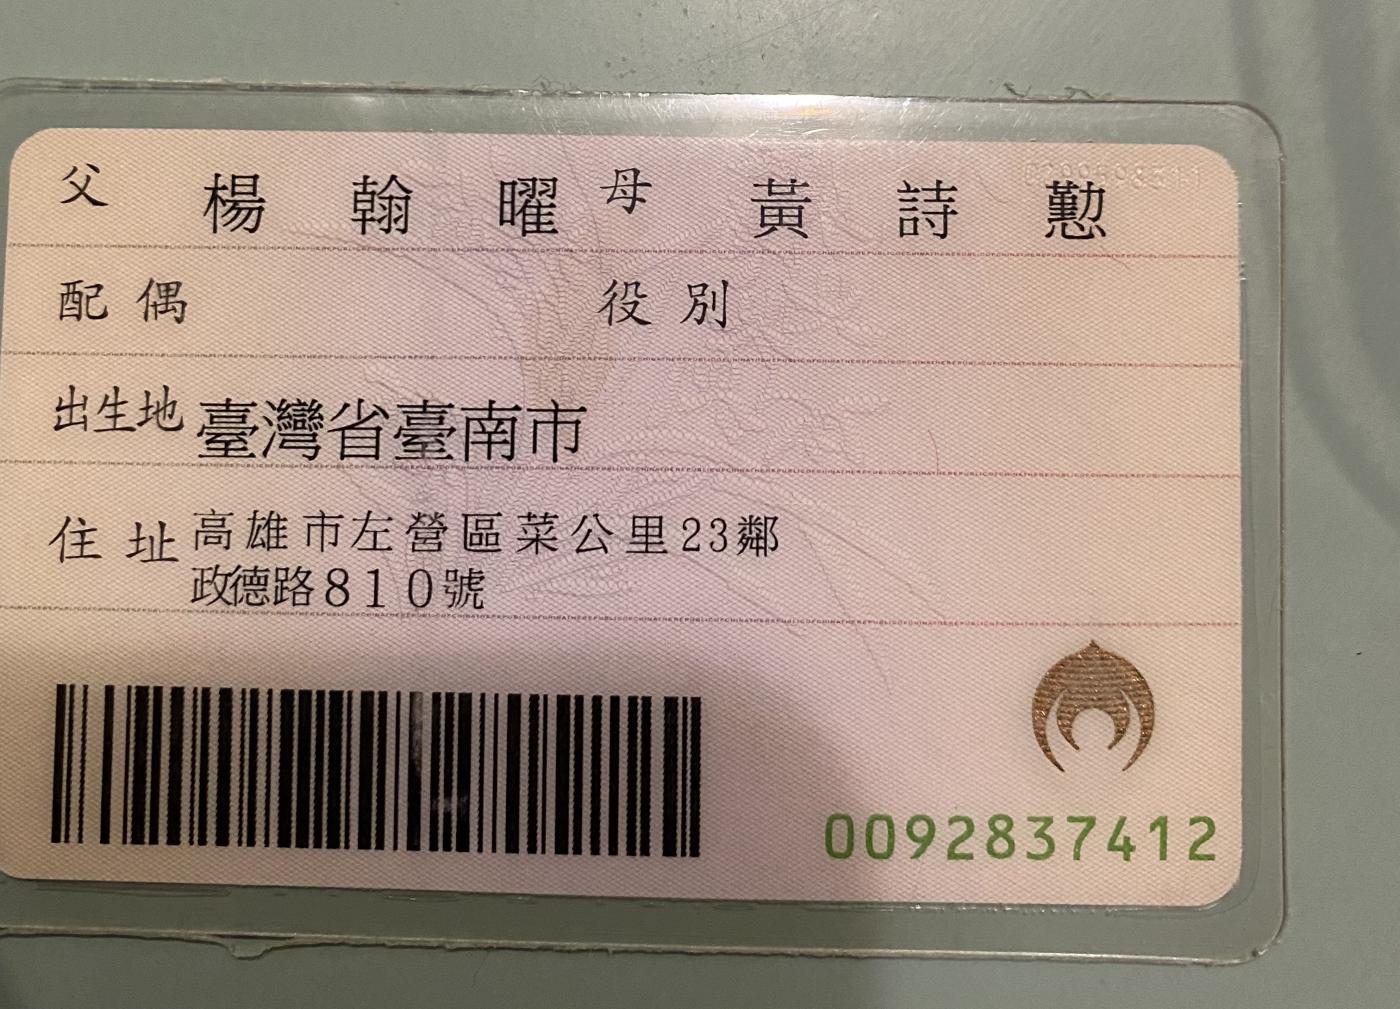 父 楊翰曜 母 黃詩懃
配偶 役別
出生地 臺灣省臺南市
住址 高雄市左營區菜公里23鄰
政德路810號
0092837412